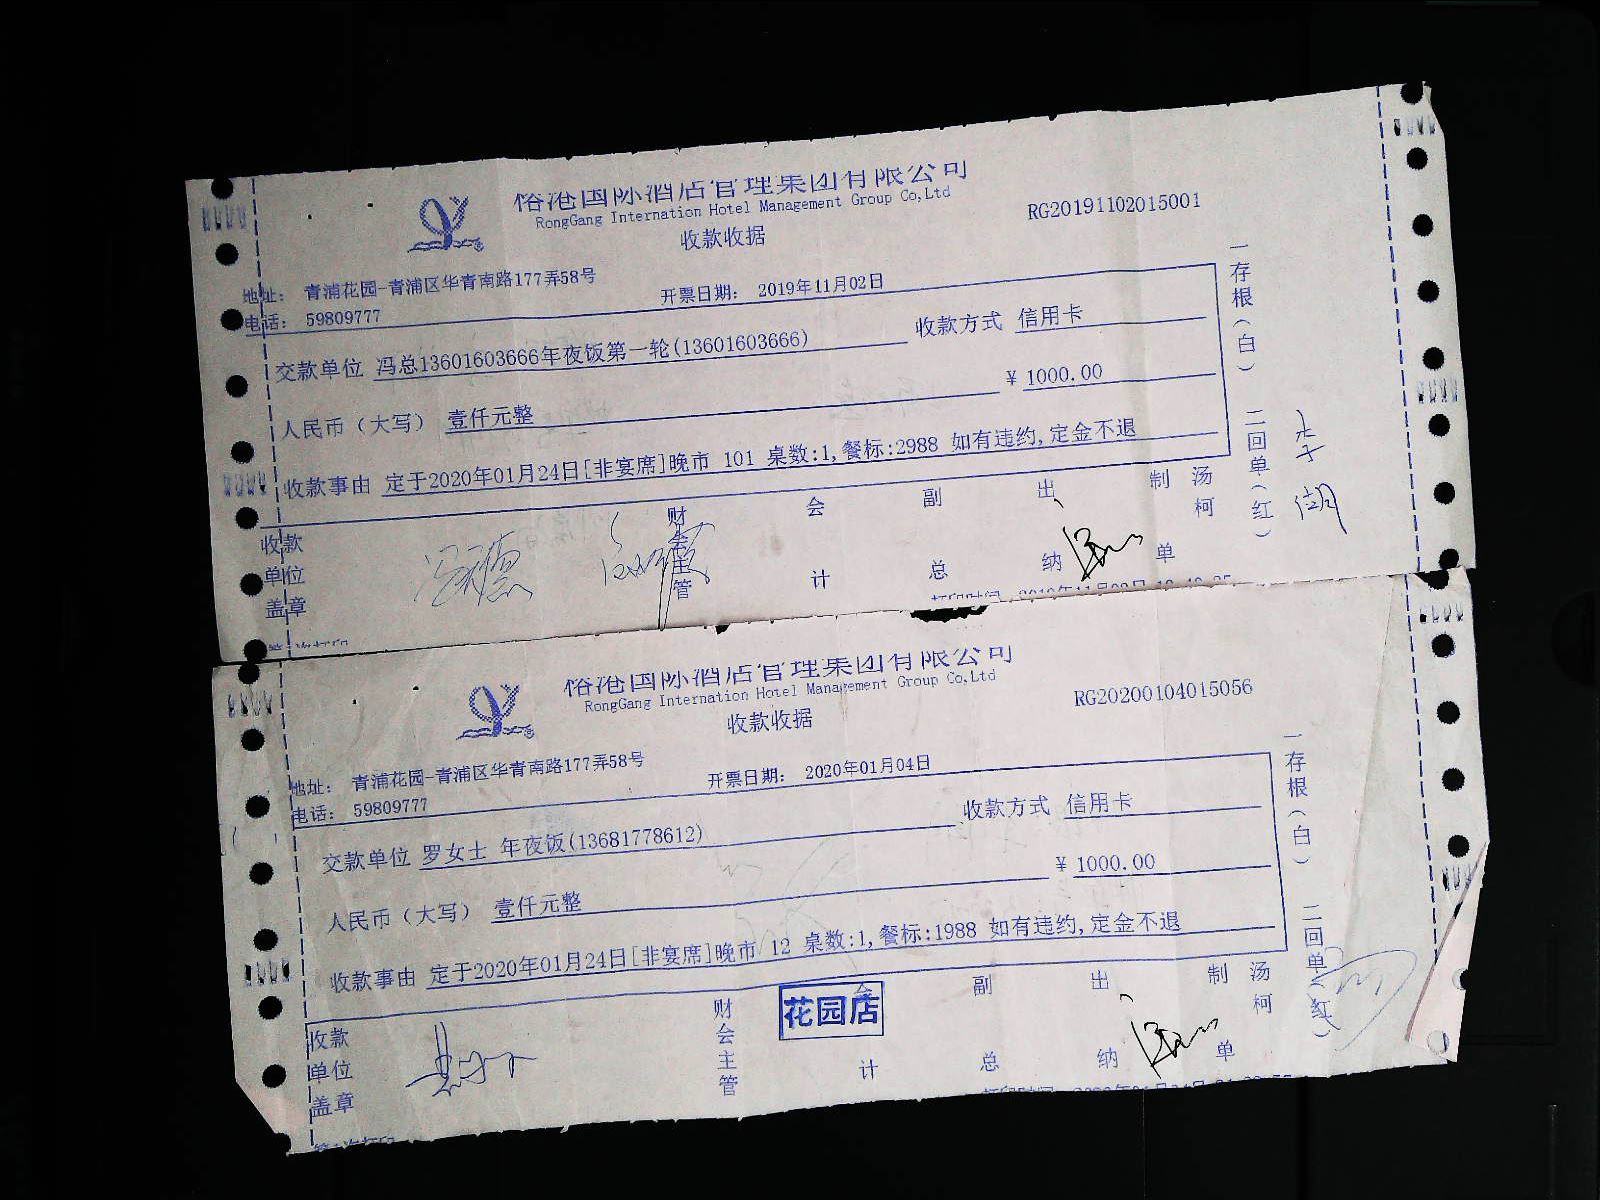 俗港国际酒店管理集团有限公司
RongGang Internation Hotel Management Group Co,Ltd
RG20191102015001
收款收据
地址： 青浦花园-青浦区华青南路177弄58号
开票日期： 2019年11月02日
电话： 59809777
交款单位 冯总13601603666年夜饭第一轮(13601603666) 收款方式 信用卡
人民币（大写） 壹仟元整 ¥ 1000.00
收款事由 定于2020年01月24日[非宴席]晚市 101 桌数:1,餐标:2988 如有违约,定金不退
收款单位盖章 财会主管 会计 副总 出纳 制单 汤柯
一存根（白） 二回单（红）
俗港国际酒店管理集团有限公司
RongGang Internation Hotel Management Group Co,Ltd
RG20200104015056
收款收据
地址： 青浦花园-青浦区华青南路177弄58号
开票日期： 2020年01月04日
电话： 59809777
交款单位 罗女士 年夜饭(13681778612) 收款方式 信用卡
人民币（大写） 壹仟元整 ¥ 1000.00
收款事由 定于2020年01月24日[非宴席]晚市 12 桌数:1,餐标:1988 如有违约,定金不退
收款单位盖章 财会主管 会计 副总 出纳 制单 汤柯
花园店
一存根（白） 二回单（红）